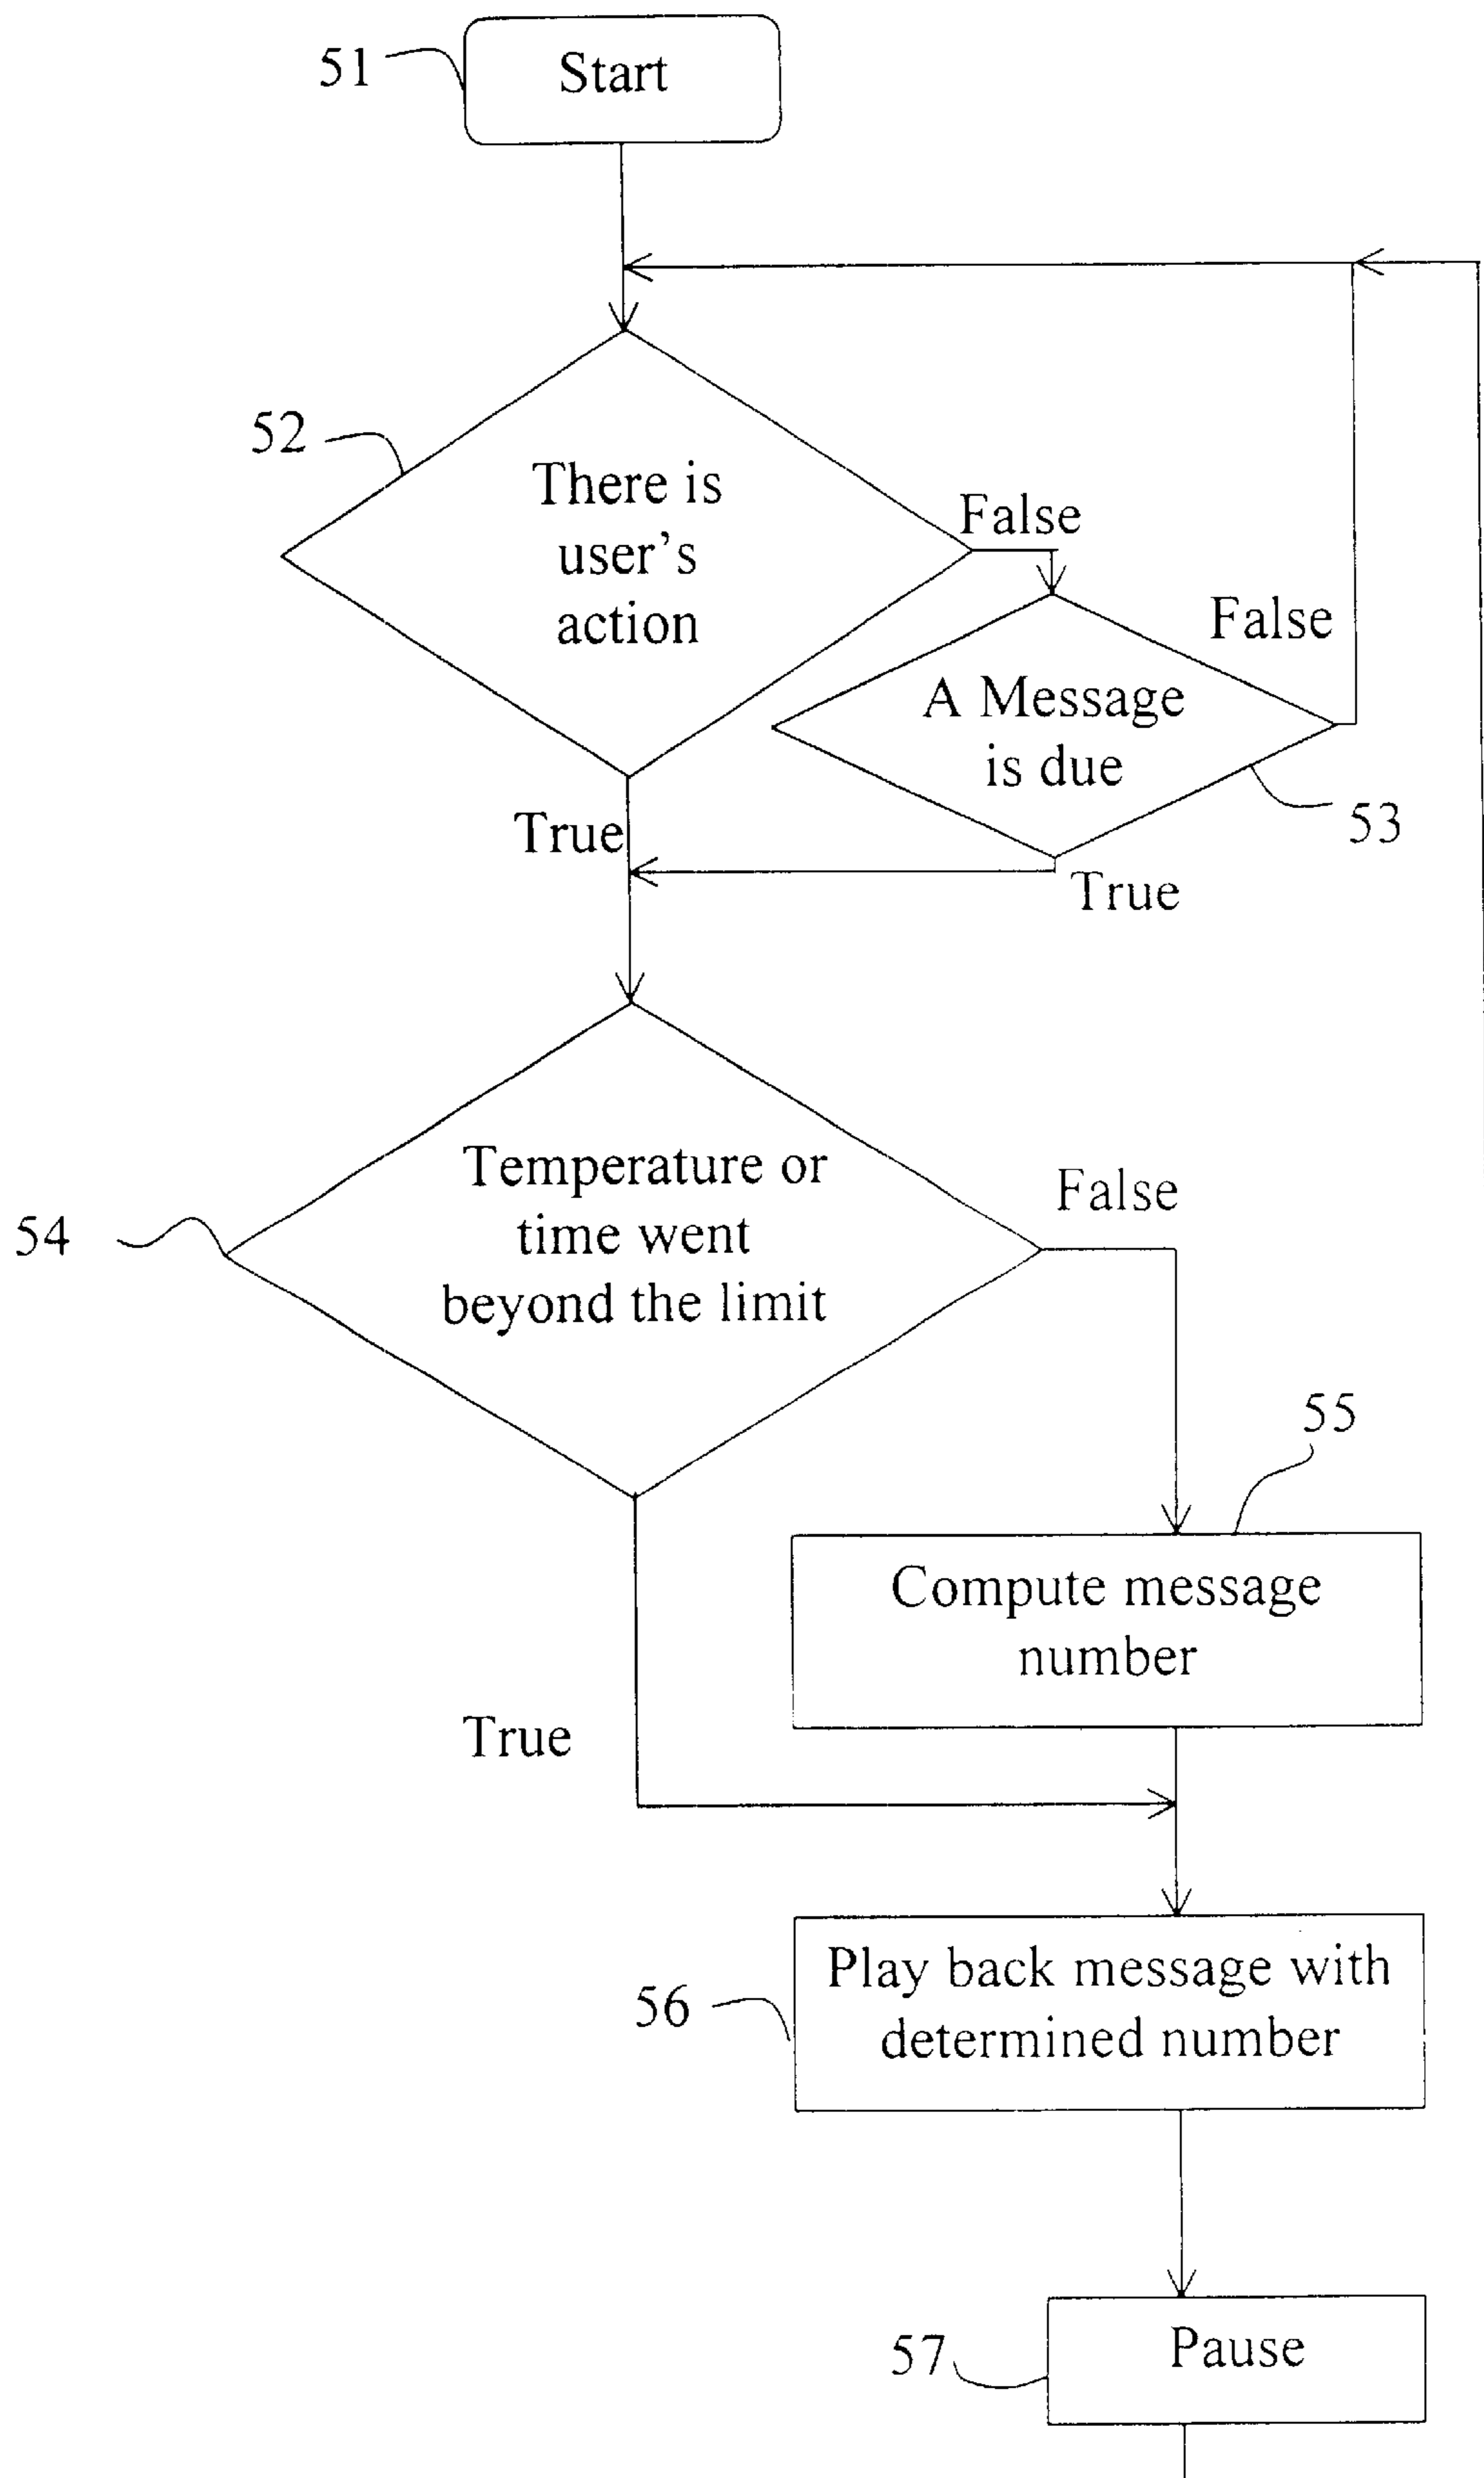 51
Start
52
There is
user's
action
False
False
A Message
is due
53
True
True
54
Temperature or
time went
beyond the limit
False
55
Compute message
number
True
56
Play back message with
determined number
57
Pause